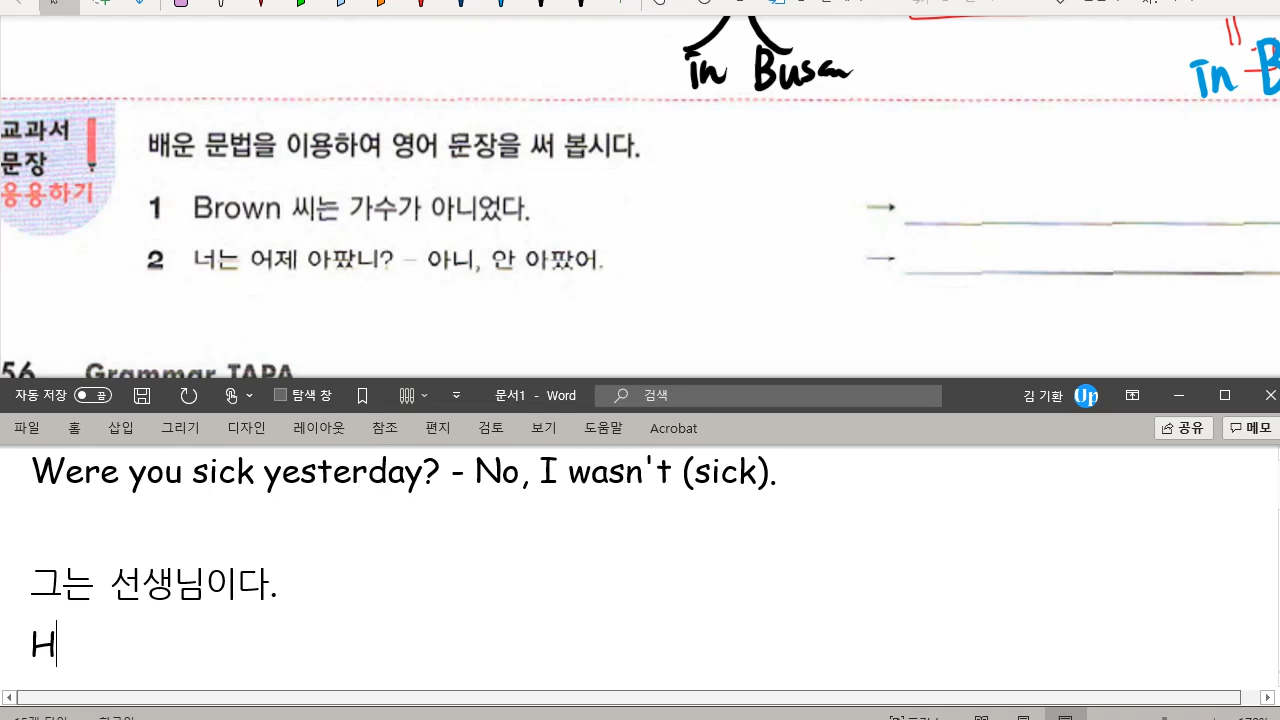 in Busan
in B
교과서
문장
응용하기
배운 문법을 이용하여 영어 문장을 써 봅시다.
1 Brown 씨는 가수가 아니었다. →
2 너는 어제 아팠니? – 아니, 안 아팠어. →
56 Grammar TAPA
자동 저장 끔 탐색 창 문서1 - Word 검색 김 기환 Up
파일 홈 삽입 그리기 디자인 레이아웃 참조 편지 검토 보기 도움말 Acrobat 공유 메모
Were you sick yesterday? - No, I wasn't (sick).
그는 선생님이다.
H